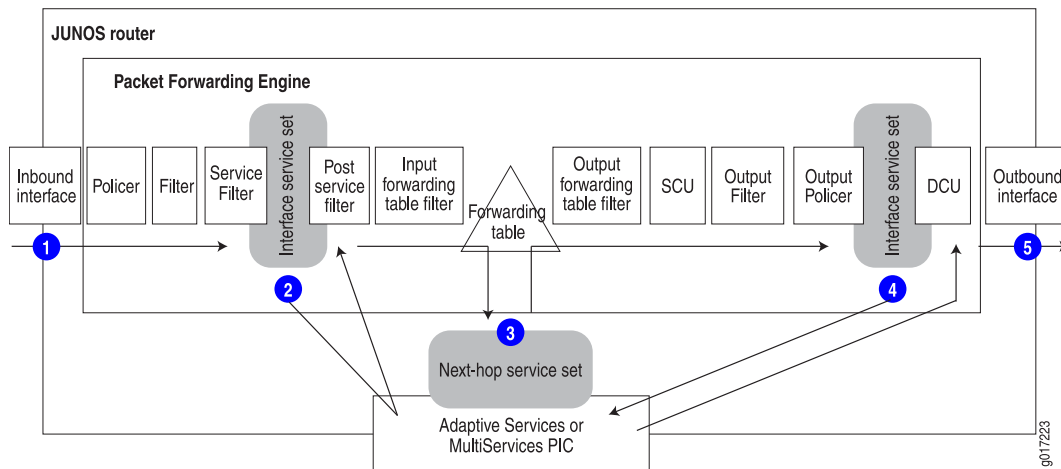 JUNOS router
Packet Forwarding Engine
Inbound
interface
Policer
Filter
Service
Filter
Interface service set
Post
service
filter
Input
forwarding
table filter
Forwarding
table
Output
forwarding
table filter
SCU
Output
Filter
Output
Policer
Interface service set
DCU
Outbound
interface
1
2
3
4
5
Next-hop service set
Adaptive Services or
MultiServices PIC
g017223